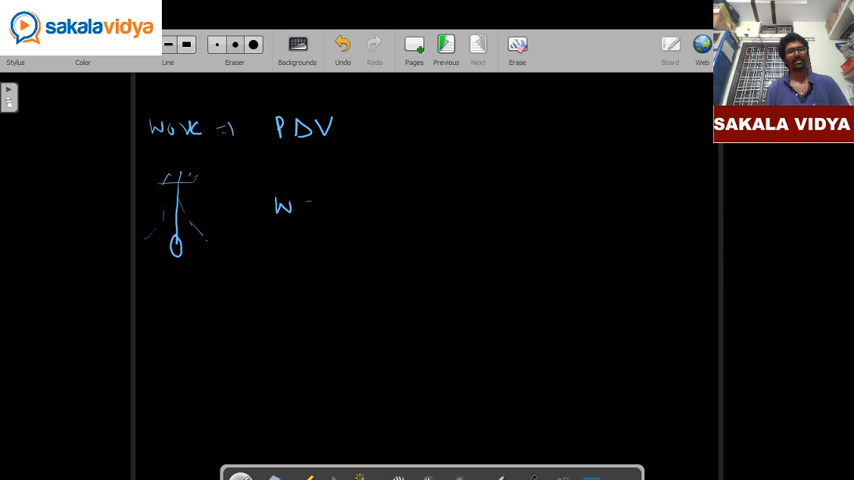 sakalavidya
Stylus Color Line Eraser Backgrounds Undo Redo Pages Previous Next Erase Board Web
SAKALA VIDYA
WORK => PDV
W -